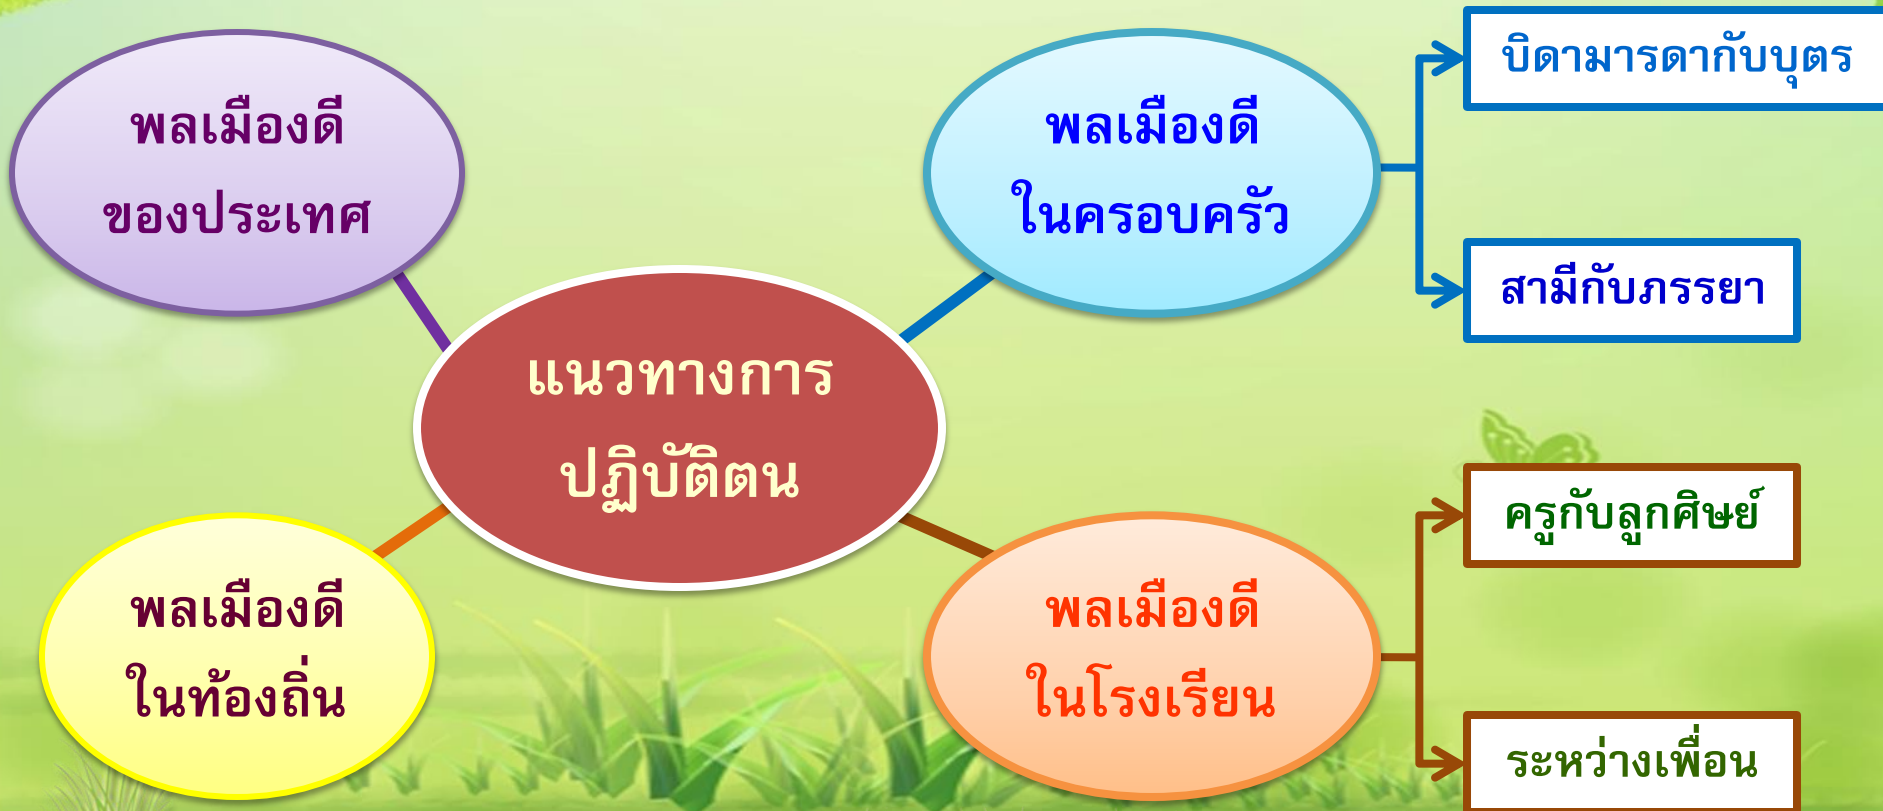 พลเมืองดี
ของประเทศ
พลเมืองดี
ในครอบครัว
บิดามารดากับบุตร
สามีกับภรรยา
แนวทางการ
ปฏิบัติตน
พลเมืองดี
ในท้องถิ่น
พลเมืองดี
ในโรงเรียน
ครูกับลูกศิษย์
ระหว่างเพื่อน